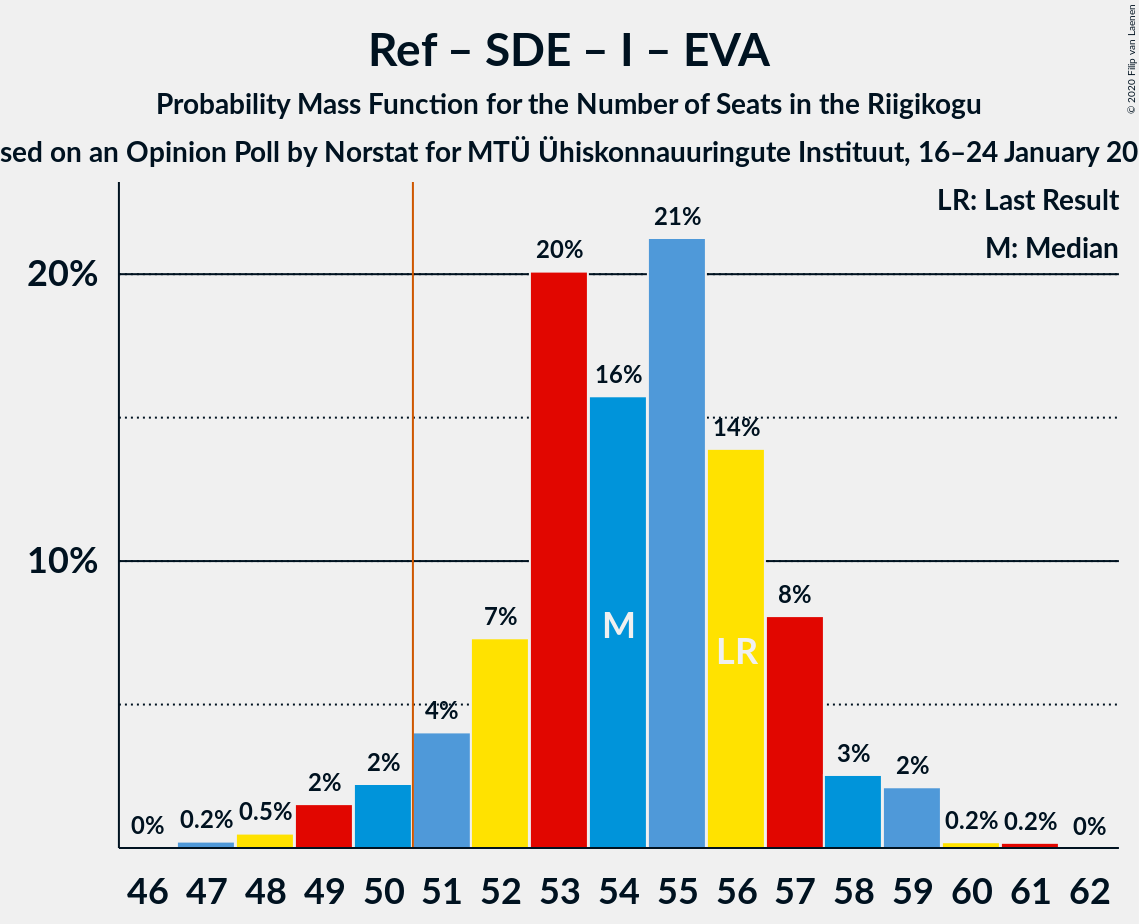 Ref – SDE – I – EVA
Probability Mass Function for the Number of Seats in the Riigikogu
sed on an Opinion Poll by Norstat for MTÜ Ühiskonnauuringute Instituut, 16–24 January 20
© 2020 Filip van Laenen
LR: Last Result
M: Median
20%
10%
0%
0.2%
0.5%
2%
2%
4%
7%
20%
16%
21%
14%
8%
3%
2%
0.2%
0.2%
0%
M
LR
46 47 48 49 50 51 52 53 54 55 56 57 58 59 60 61 62